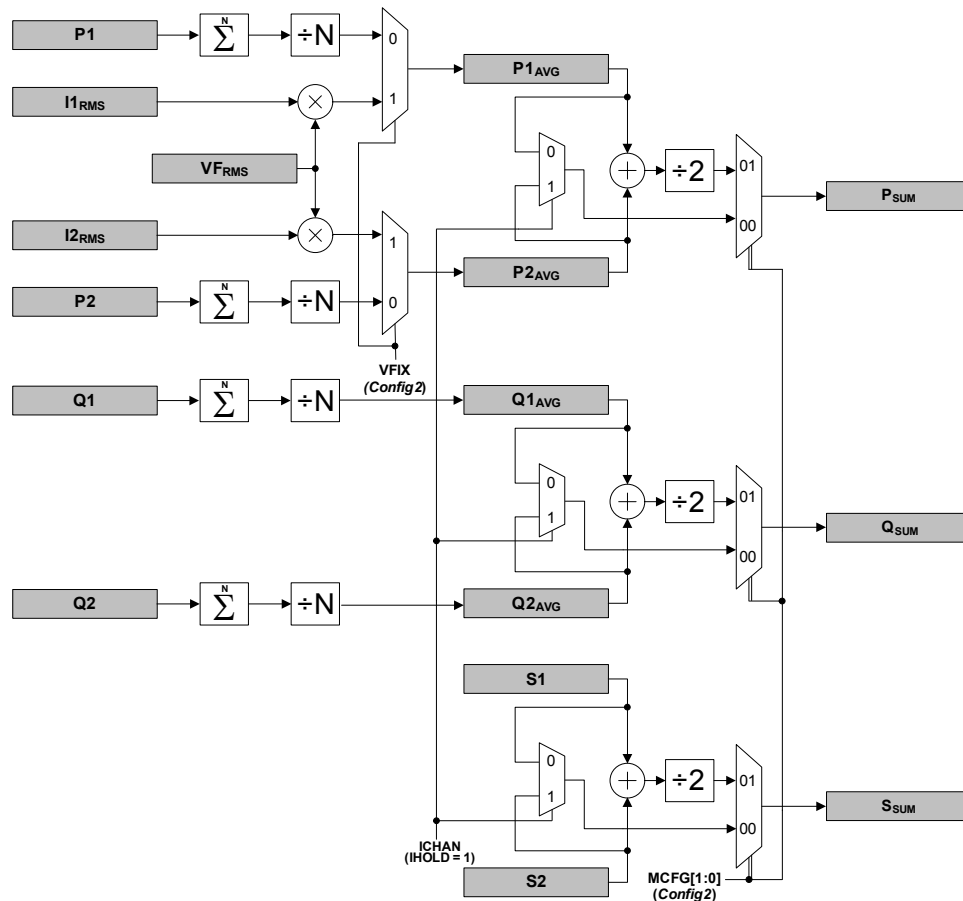 P1
N
∑
÷N
0
1
P1AVG
I1RMS
×
VFRMS
I2RMS
×
1
0
P2AVG
P2
N
∑
÷N
VFIX
(Config2)
0
1
+
÷2
01
00
PSUM
Q1
N
∑
÷N
Q1AVG
0
1
+
÷2
01
00
QSUM
Q2
N
∑
÷N
Q2AVG
S1
0
1
+
÷2
01
00
SSUM
ICHAN
(IHOLD = 1)
S2
MCFG[1:0]
(Config2)